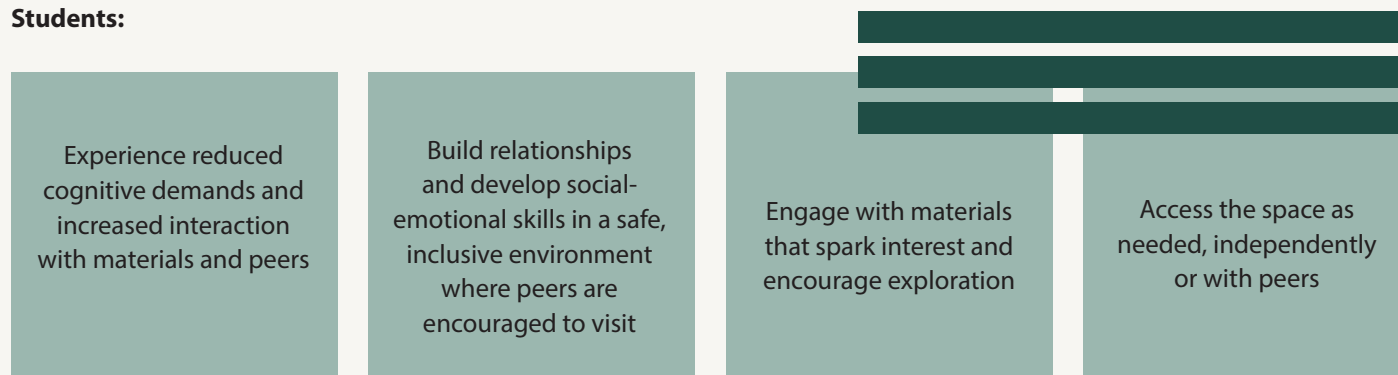 Students:
Experience reduced
cognitive demands and
increased interaction
with materials and peers
Build relationships
and develop social-
emotional skills in a safe,
inclusive environment
where peers are
encouraged to visit
Engage with materials
that spark interest and
encourage exploration
Access the space as
needed, independently
or with peers